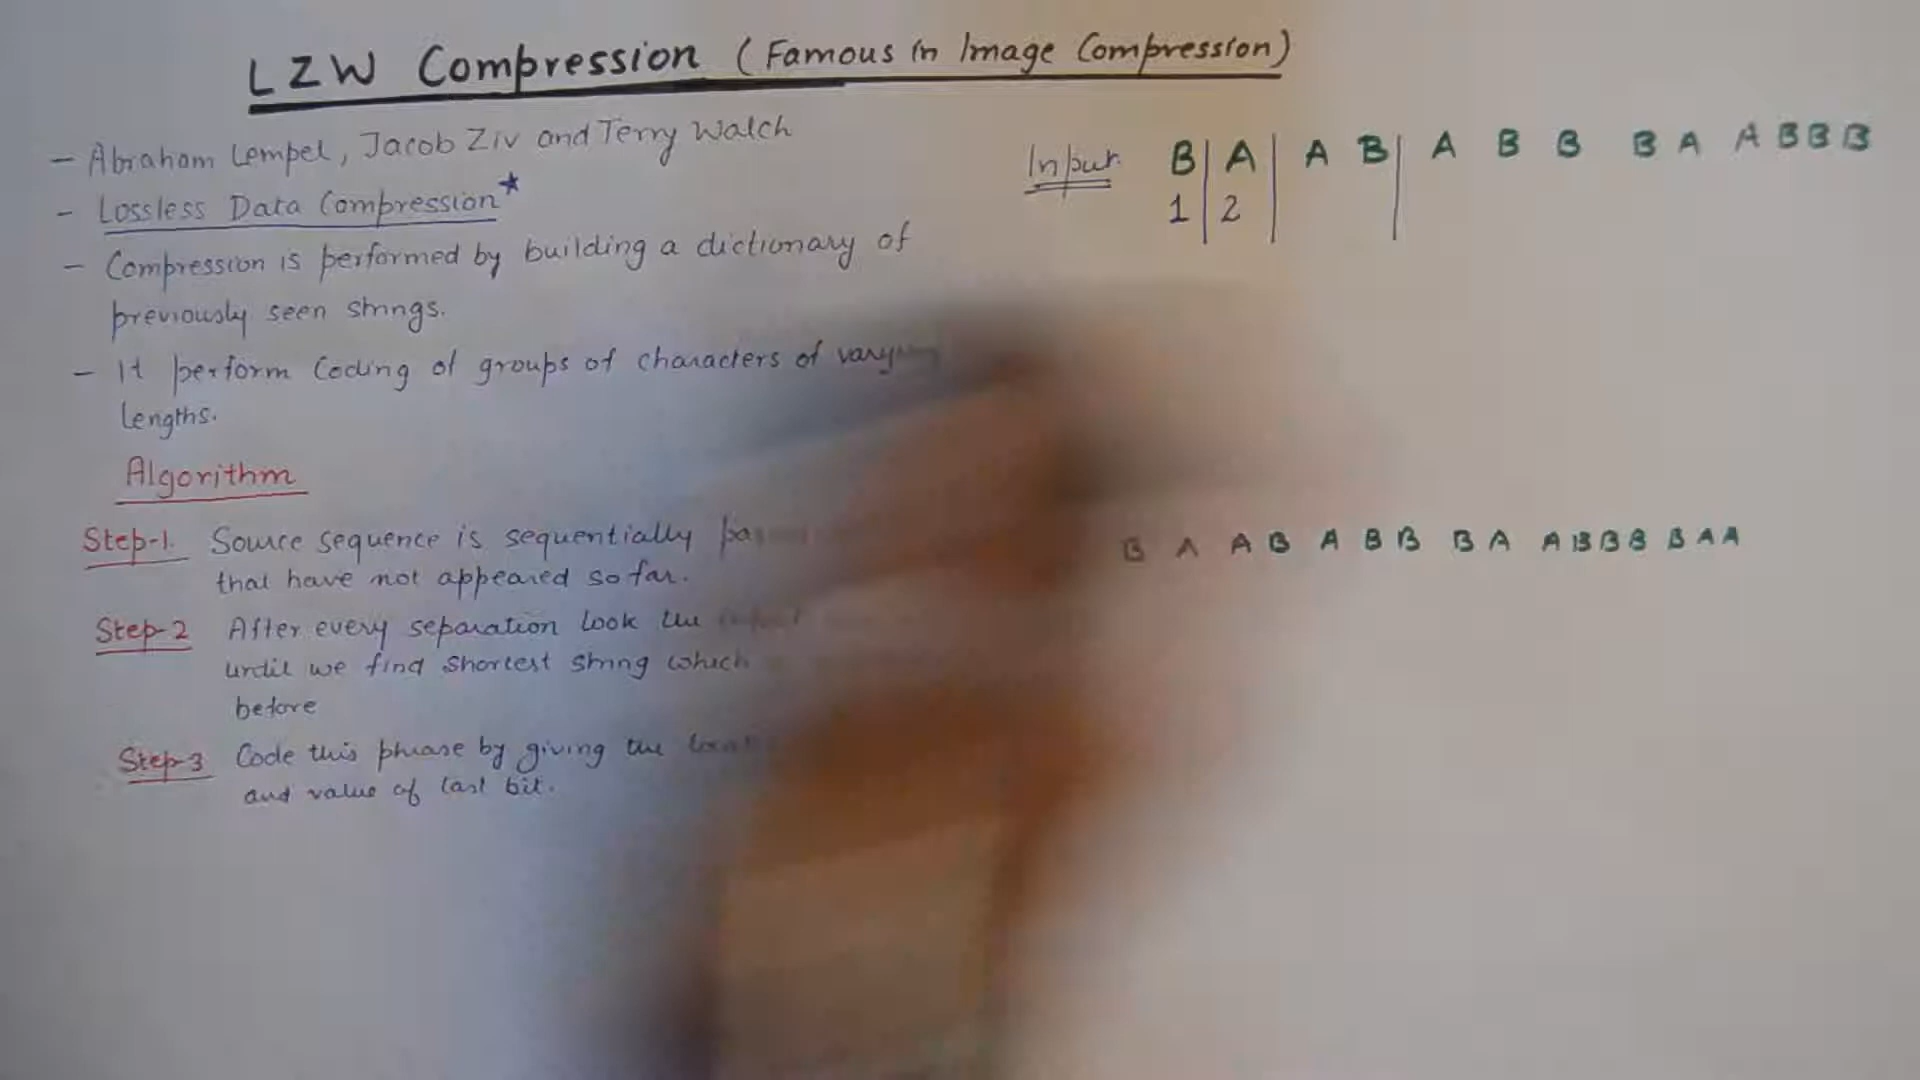 LZW Compression (Famous in Image Compression)
- Abraham Lempel, Jacob Ziv and Terry Walch
- Lossless Data Compression*
- Compression is performed by building a dictionary of
previously seen strings.
- It perform Coding of groups of characters of
lengths.
Algorithm
Step-1. Source sequence is sequentially
that have not appeared so far.
Step-2 After every separation look the
until we find shortest string which
before
Step-3 Code this phrase by giving the
and value of last bit.
Input. B | A | A B | A B B B A A B B B
1 | 2
B A A B A B B B A A B B B B A A